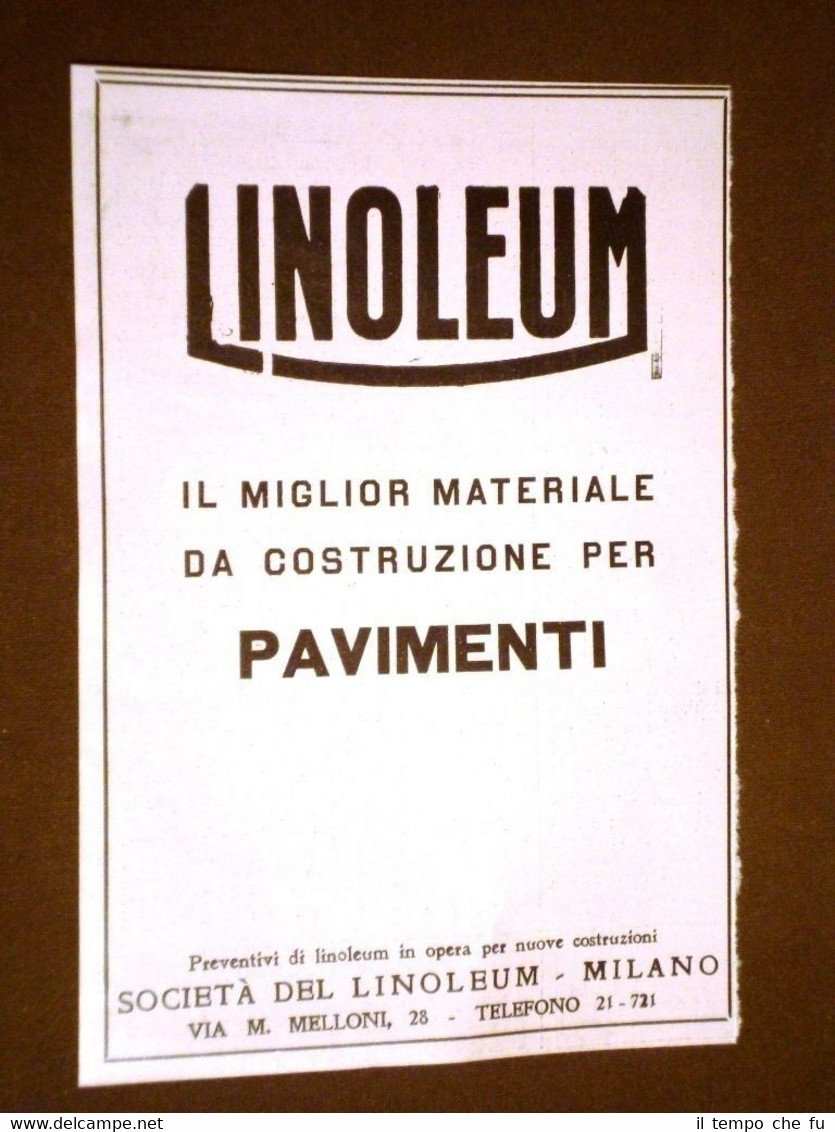 LINOLEUM
IL MIGLIOR MATERIALE
DA COSTRUZIONE PER
PAVIMENTI
Preventivi di linoleum in opera per nuove costruzioni
SOCIETÀ DEL LINOLEUM - MILANO
VIA M. MELLONI, 28 - TELEFONO 21-721
www.delcampe.net
il tempo che fu